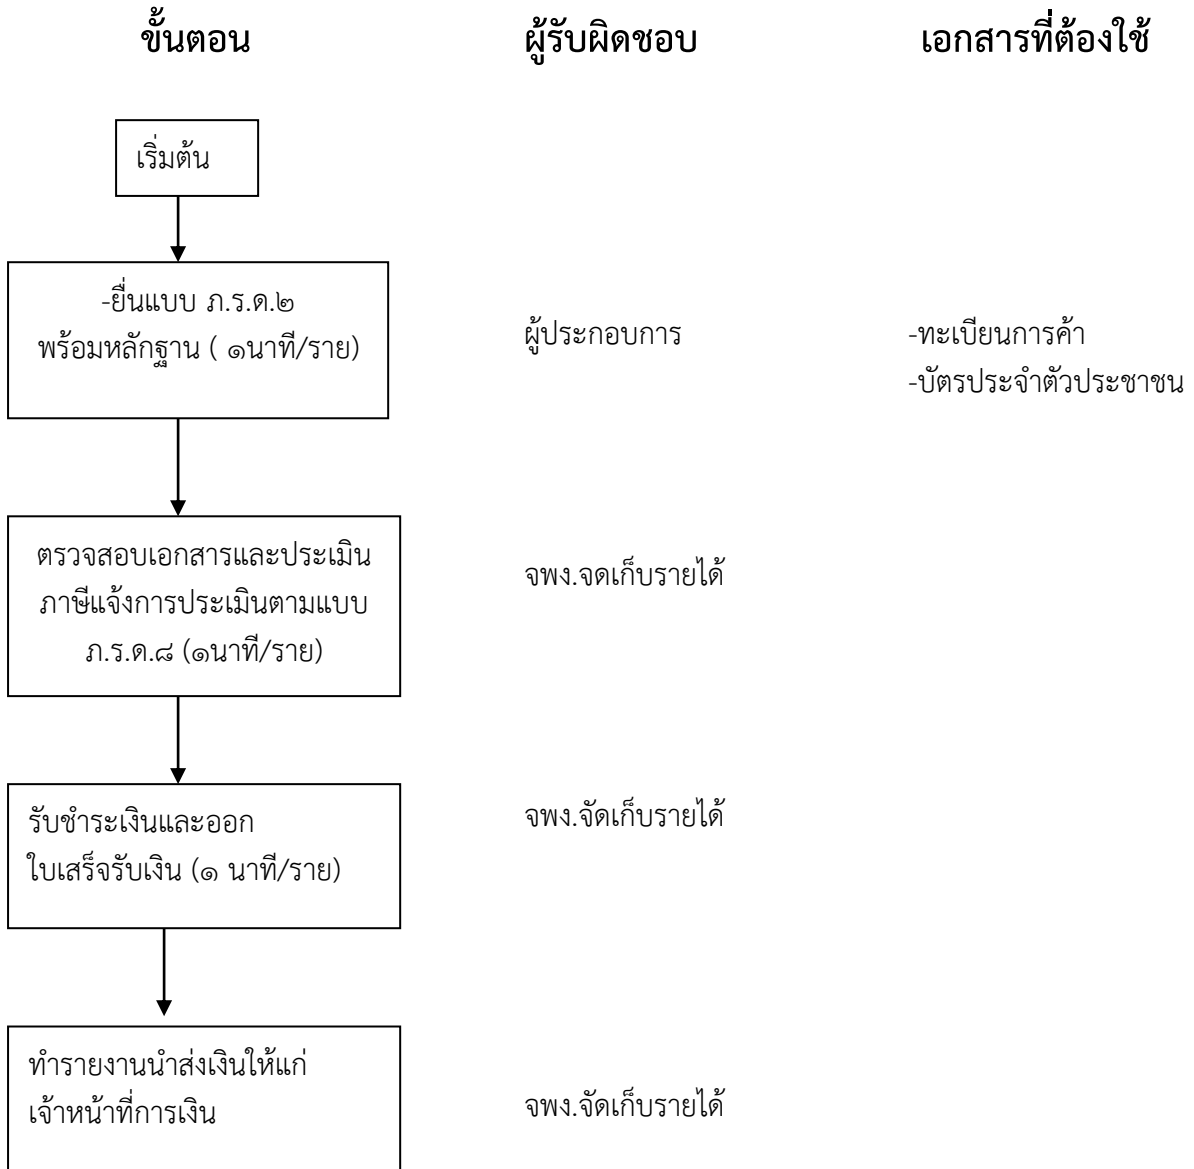 ขั้นตอน ผู้รับผิดชอบ เอกสารที่ต้องใช้
เริ่มต้น
-ยื่นแบบ ภ.ร.ด.๒
พร้อมหลักฐาน ( ๑นาที/ราย)
ผู้ประกอบการ
-ทะเบียนการค้า
-บัตรประจำตัวประชาชน
ตรวจสอบเอกสารและประเมิน
ภาษีแจ้งการประเมินตามแบบ
ภ.ร.ด.๘ (๑นาที/ราย)
จพง.จดเก็บรายได้
รับชำระเงินและออก
ใบเสร็จรับเงิน (๑ นาที/ราย)
จพง.จัดเก็บรายได้
ทำรายงานนำส่งเงินให้แก่
เจ้าหน้าที่การเงิน
จพง.จัดเก็บรายได้